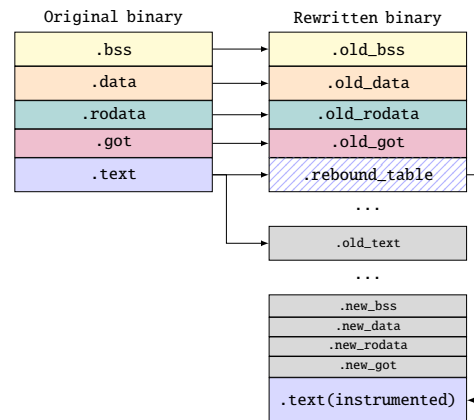 Original binary
Rewritten binary
.bss
.old_bss
.data
.old_data
.rodata
.old_rodata
.got
.old_got
.text
.rebound_table
...
.old_text
...
.new_bss
.new_data
.new_rodata
.new_got
.text(instrumented)